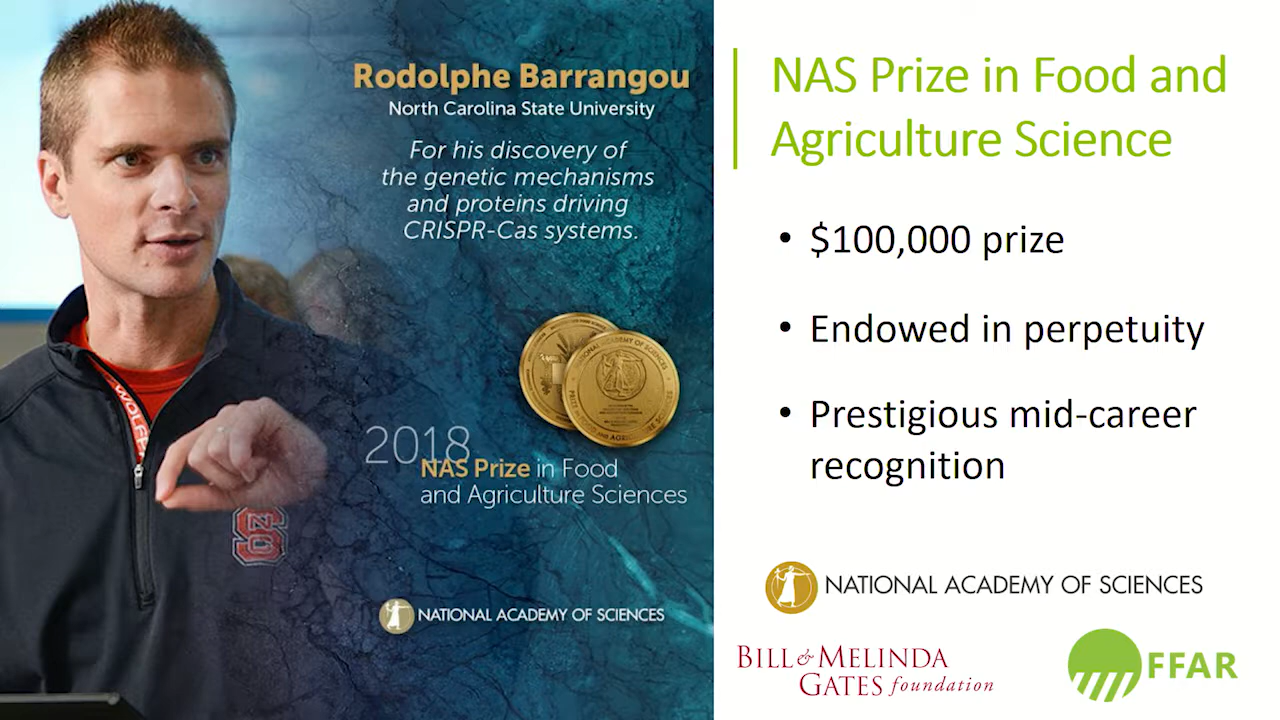 Rodolphe Barrangou
North Carolina State University
For his discovery of
the genetic mechanisms
and proteins driving
CRISPR-Cas systems.
2018
NAS Prize in Food
and Agriculture Sciences
NATIONAL ACADEMY OF SCIENCES
NAS Prize in Food and
Agriculture Science
• $100,000 prize
• Endowed in perpetuity
• Prestigious mid-career
recognition
NATIONAL ACADEMY OF SCIENCES
BILL & MELINDA
GATES foundation
FFAR